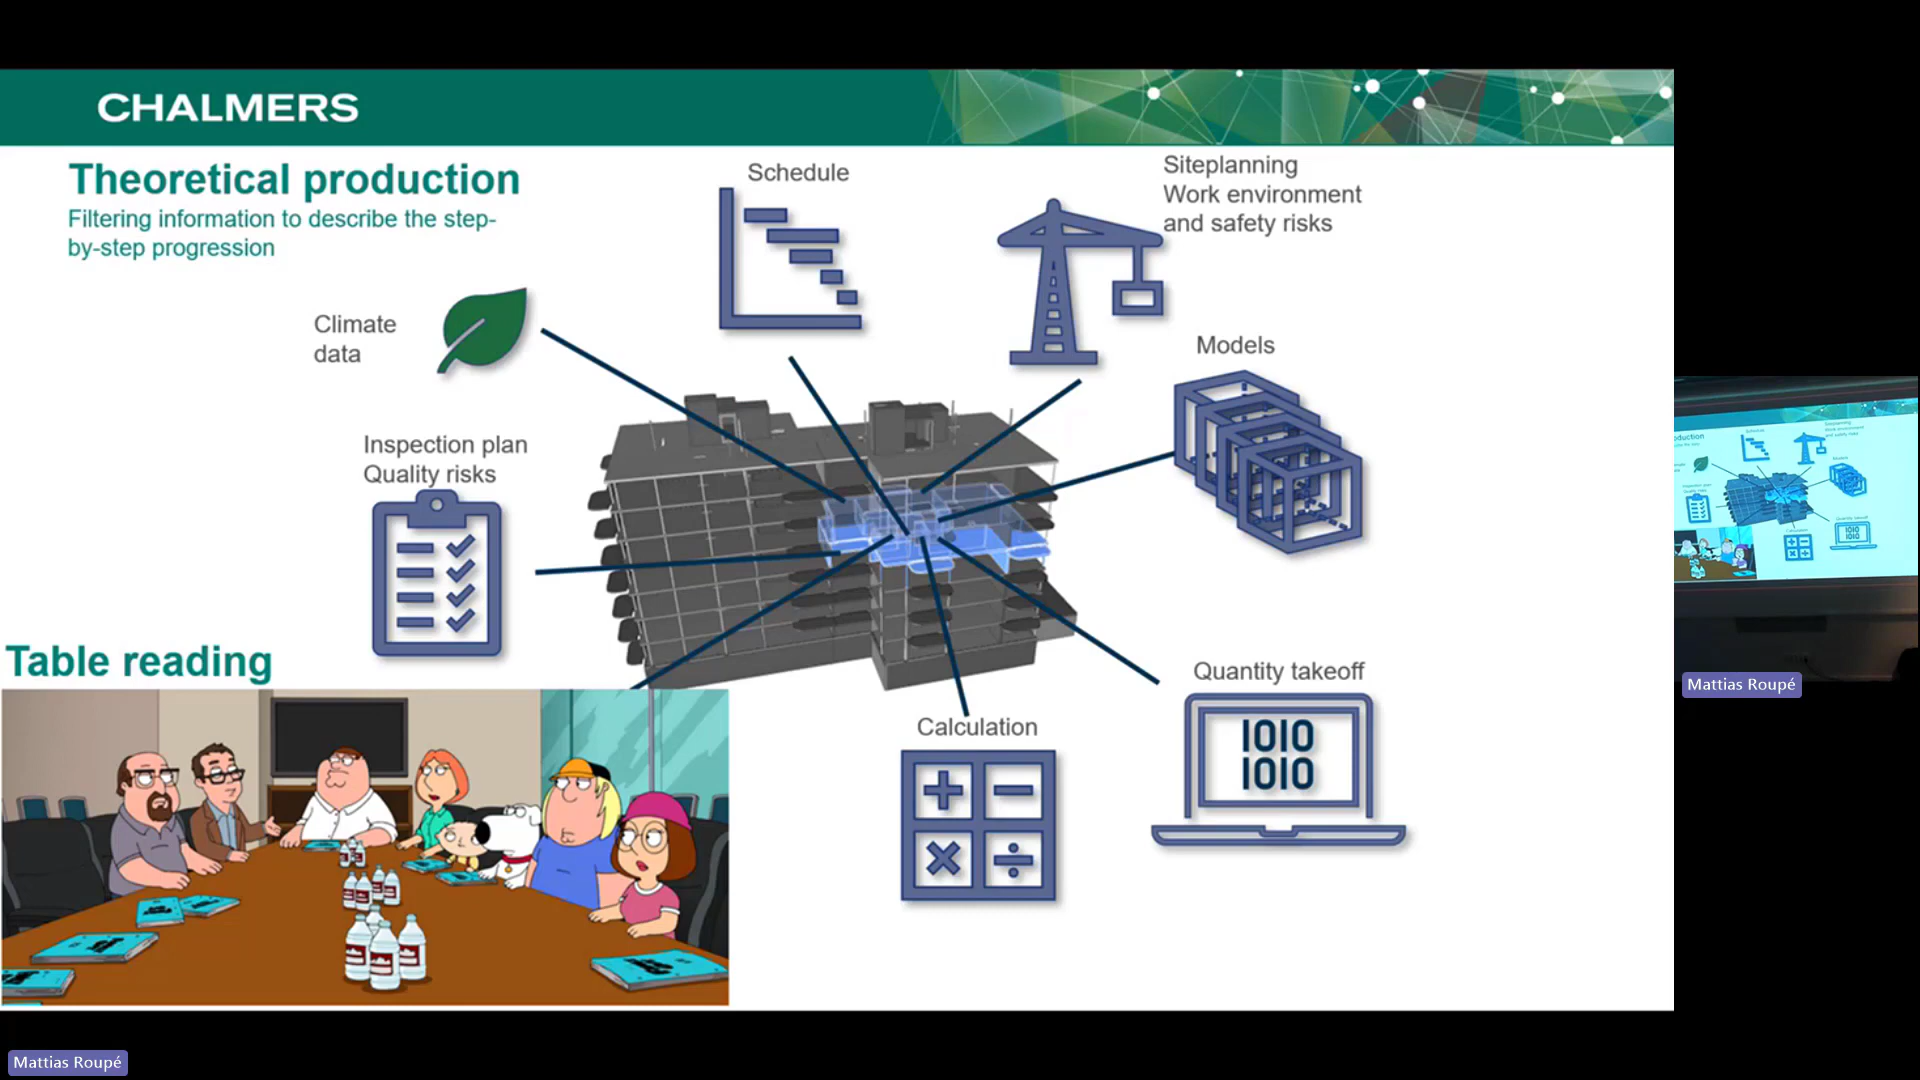 CHALMERS
Theoretical production
Filtering information to describe the step-
by-step progression
Schedule
Siteplanning
Work environment
and safety risks
Climate
data
Models
Inspection plan
Quality risks
Table reading
Quantity takeoff
IOIO
IOIO
Calculation
Mattias Roupé
Mattias Roupé